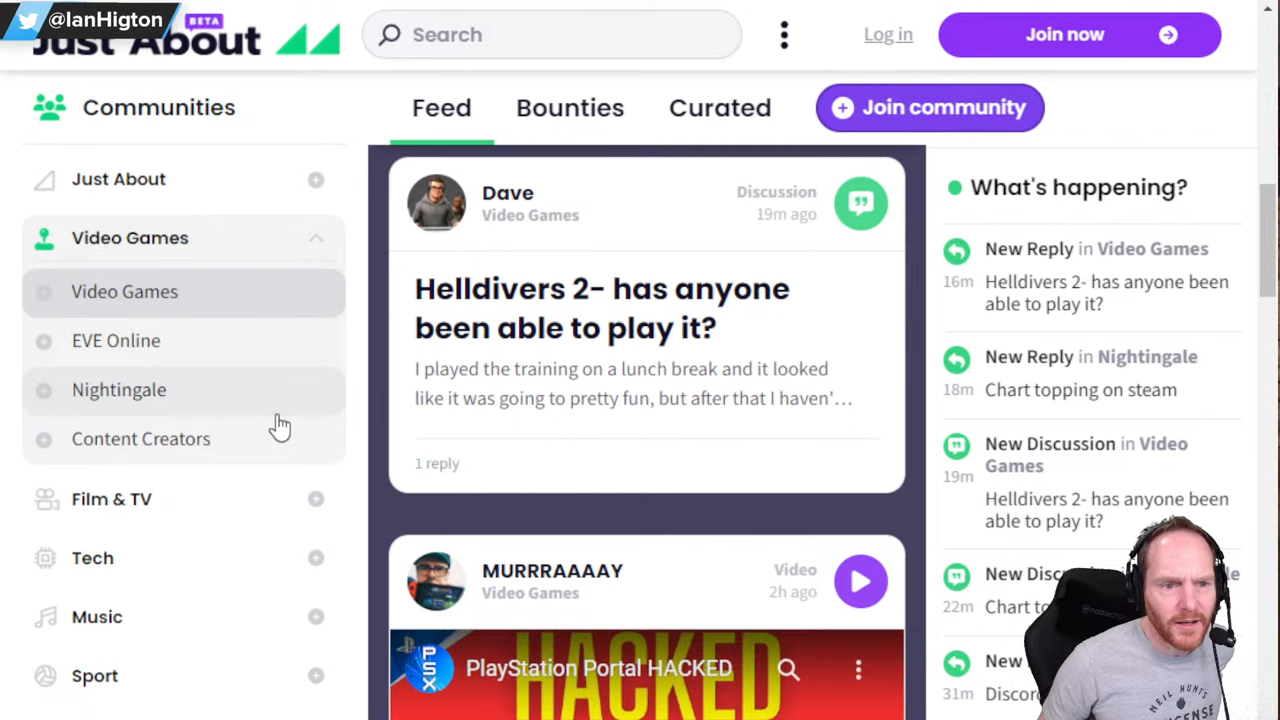 @IanHigton
Just About
BETA
Search
Log in
Join now
Communities
Feed
Bounties
Curated
Join community
Just About
Video Games
Video Games
EVE Online
Nightingale
Content Creators
Film & TV
Tech
Music
Sport
Dave
Video Games
Discussion
19m ago
Helldivers 2- has anyone
been able to play it?
I played the training on a lunch break and it looked
like it was going to pretty fun, but after that I haven'...
1 reply
MURRRAAAAY
Video Games
Video
2h ago
HACKED
PSX
PlayStation Portal HACKED
What's happening?
New Reply in Video Games
16m
Helldivers 2- has anyone
been able to play it?
New Reply in Nightingale
18m
Chart topping on steam
New Discussion in Video
Games
19m
Helldivers 2- has anyone
been able to play it?
New
22m
Chart
New
31m
NEIL HUNT'S